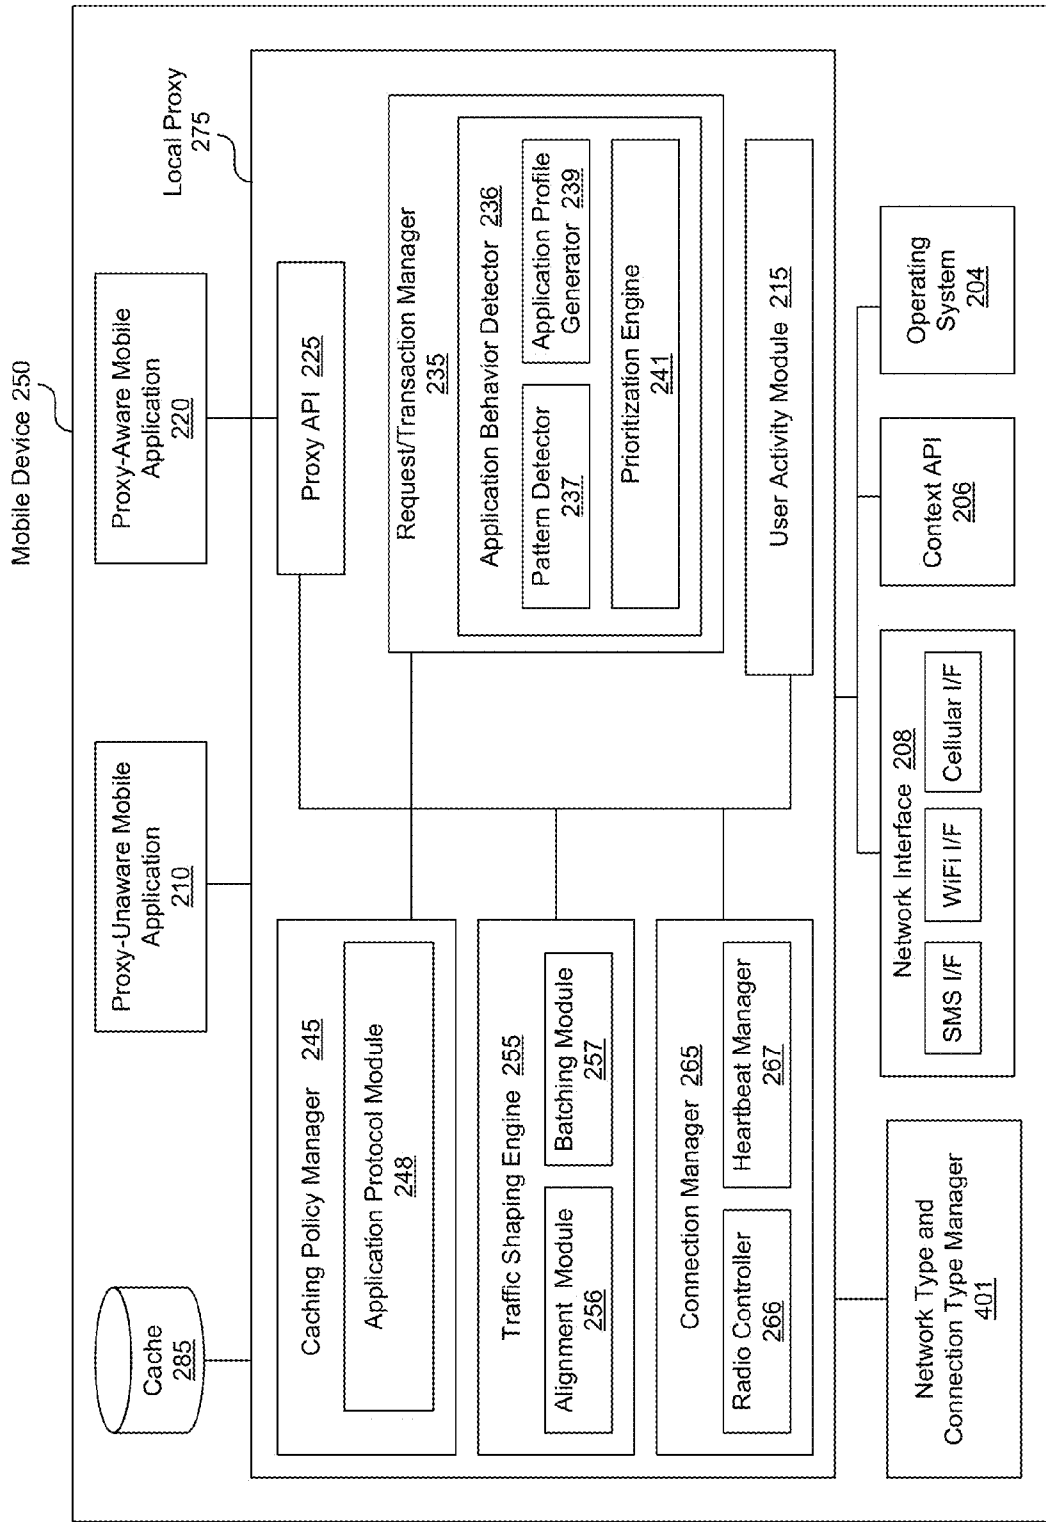 Mobile Device 250
Cache
285
Proxy-Unaware Mobile
Application
210
Proxy-Aware Mobile
Application
220
Local Proxy
275
Caching Policy Manager 245
Application Protocol Module
248
Traffic Shaping Engine 255
Alignment Module
256
Batching Module
257
Connection Manager 265
Radio Controller
266
Heartbeat Manager
267
Proxy API 225
Request/Transaction Manager
235
Application Behavior Detector 236
Pattern Detector
237
Application Profile
Generator 239
Prioritization Engine
241
User Activity Module 215
Network Type and
Connection Type Manager
401
Network Interface 208
SMS I/F
WiFi I/F
Cellular I/F
Context API
206
Operating
System
204